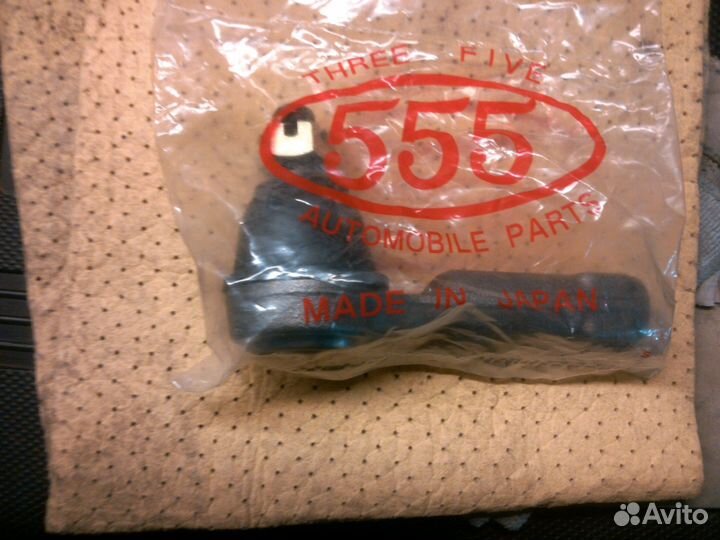 THREE FIVE
555
AUTOMOBILE PARTS
MADE IN JAPAN
Avito